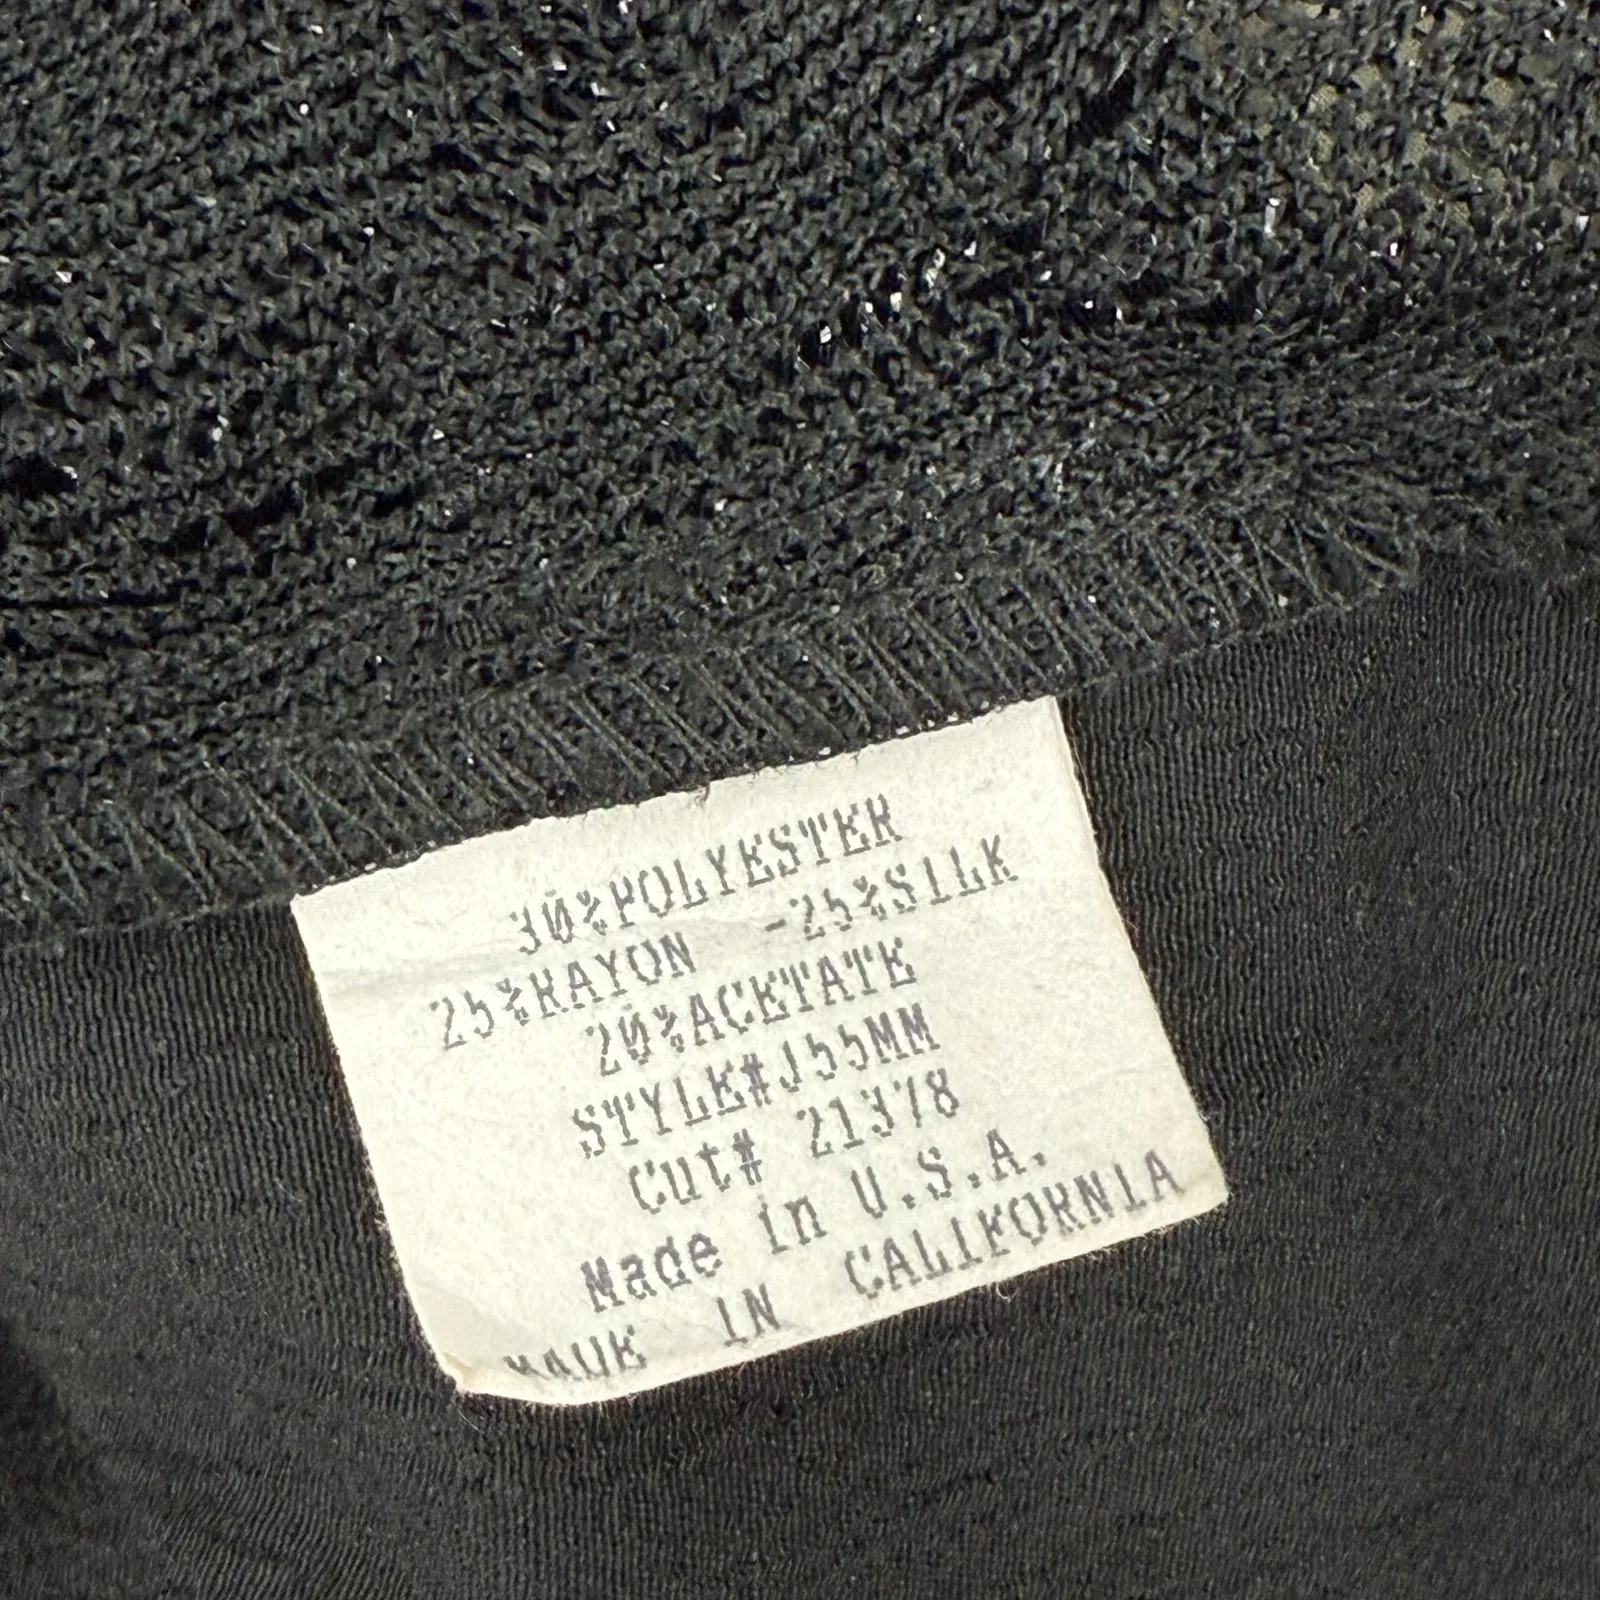 30%POLYESTER
25%RAYON -25%SILK
20%ACETATE
STYLE#J55MM
Cut# 21378
Made in U.S.A.
MADE IN CALIFORNIA